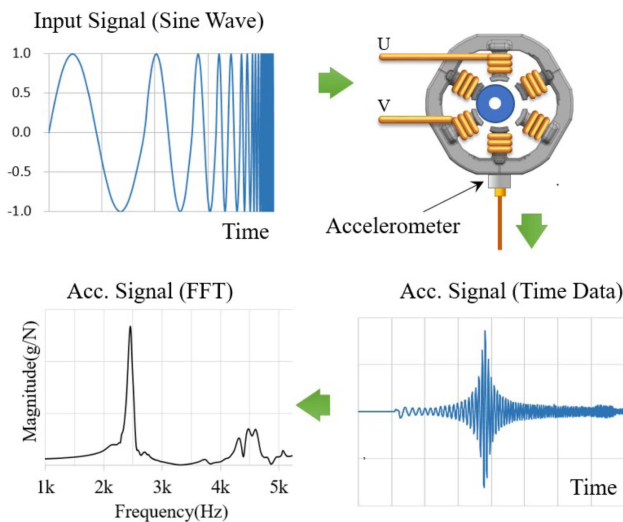 Input Signal (Sine Wave)
1.0
0.5
0.0
-0.5
-1.0
Time
U
V
Accelerometer
Acc. Signal (FFT)
Magnitude(g/N)
1k 2k 3k 4k 5k
Frequency(Hz)
Acc. Signal (Time Data)
Time